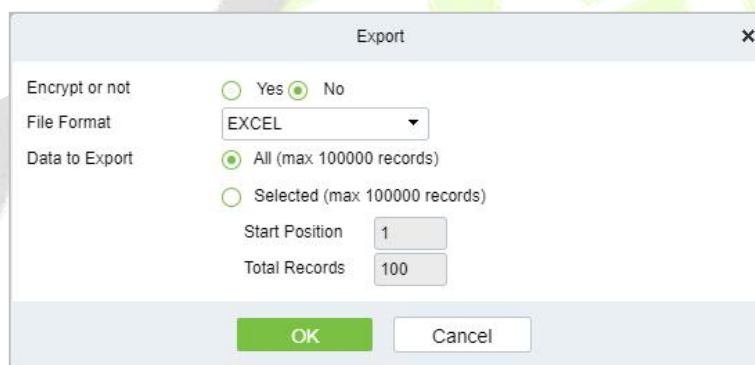 Export
Encrypt or not Yes No
File Format EXCEL
Data to Export All (max 100000 records)
Selected (max 100000 records)
Start Position 1
Total Records 100
OK Cancel